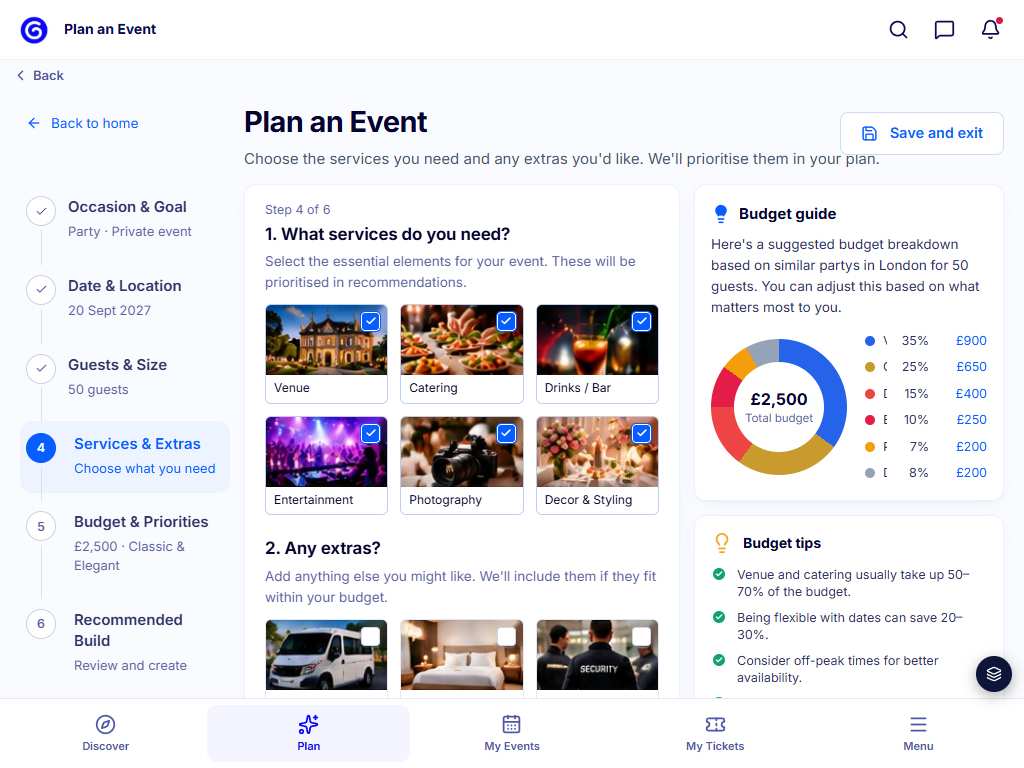 Plan an Event
Back
Back to home
Plan an Event
Choose the services you need and any extras you'd like. We'll prioritise them in your plan.
Save and exit
Occasion & Goal
Party · Private event
Date & Location
20 Sept 2027
Guests & Size
50 guests
4
Services & Extras
Choose what you need
5
Budget & Priorities
£2,500 · Classic &
Elegant
6
Recommended
Build
Review and create
Step 4 of 6
1. What services do you need?
Select the essential elements for your event. These will be
prioritised in recommendations.
Venue
Catering
Drinks / Bar
Entertainment
Photography
Decor & Styling
2. Any extras?
Add anything else you might like. We'll include them if they fit
within your budget.
SECURITY
Budget guide
Here's a suggested budget breakdown
based on similar partys in London for 50
guests. You can adjust this based on what
matters most to you.
£2,500
Total budget
35% £900
25% £650
15% £400
10% £250
7% £200
8% £200
Budget tips
Venue and catering usually take up 50–
70% of the budget.
Being flexible with dates can save 20–
30%.
Consider off-peak times for better
availability.
Discover
Plan
My Events
My Tickets
Menu